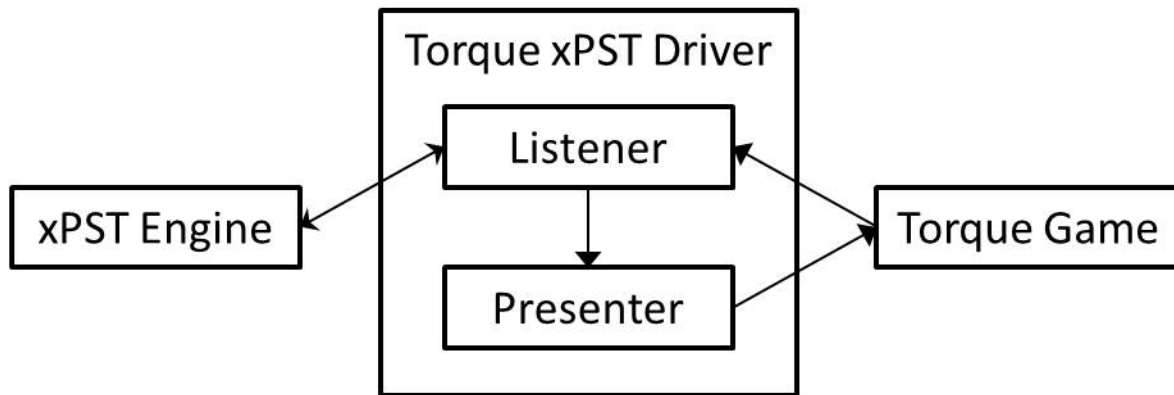 Torque xPST Driver
Listener
xPST Engine
Torque Game
Presenter